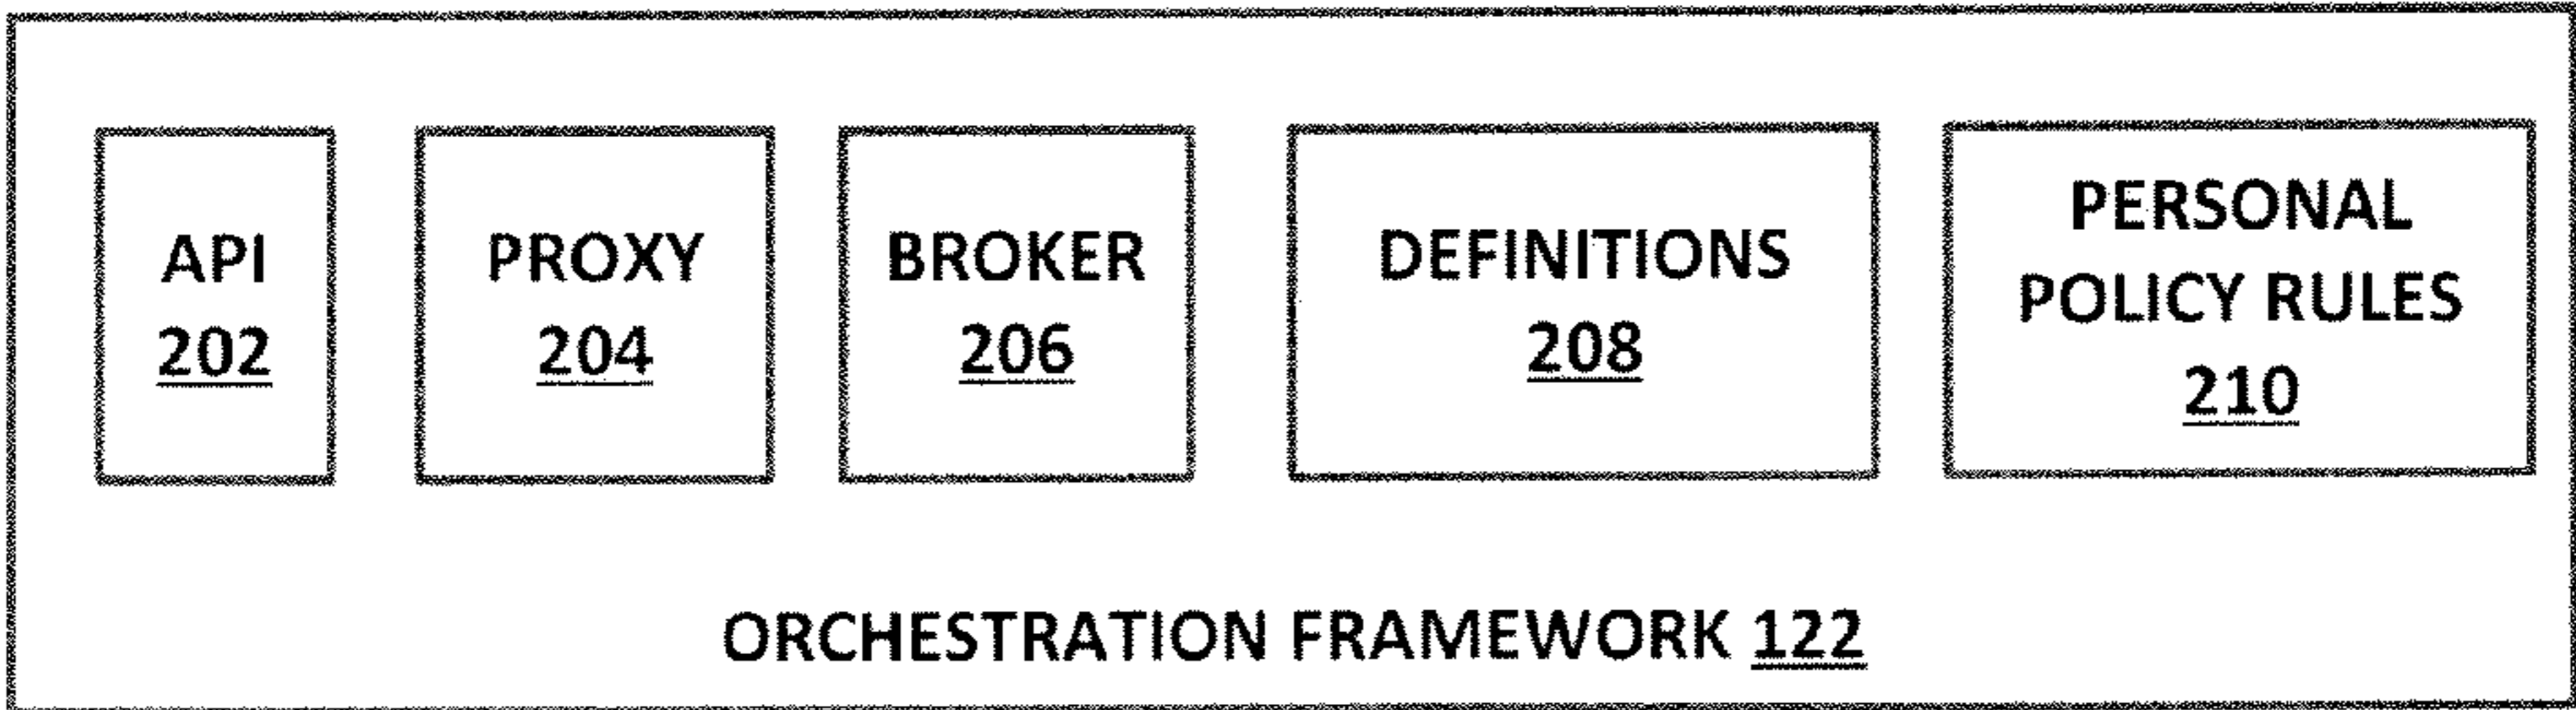 API
202
PROXY
204
BROKER
206
DEFINITIONS
208
PERSONAL
POLICY RULES
210
ORCHESTRATION FRAMEWORK 122